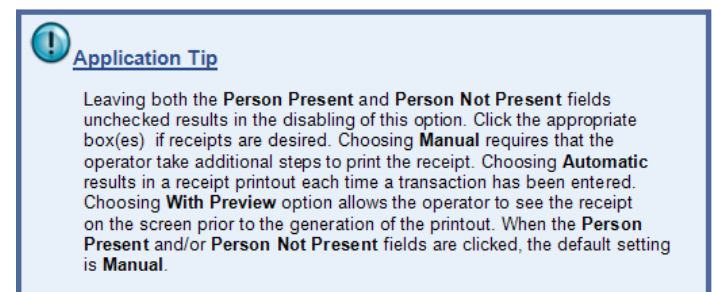 Application Tip
Leaving both the Person Present and Person Not Present fields
unchecked results in the disabling of this option. Click the appropriate
box(es)  if receipts are desired. Choosing Manual requires that the
operator take additional steps to print the receipt. Choosing Automatic
results in a receipt printout each time a transaction has been entered.
Choosing With Preview option allows the operator to see the receipt
on the screen prior to the generation of the printout. When the Person
Present and/or Person Not Present fields are clicked, the default setting
is Manual.